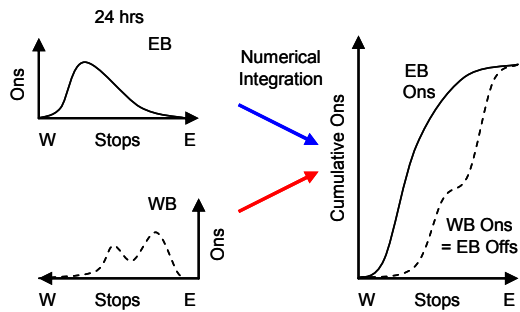 24 hrs
EB
Ons
W Stops E
WB
Ons
W Stops E
Numerical
Integration
Cumulative Ons
EB
Ons
WB Ons
= EB Offs
W Stops E